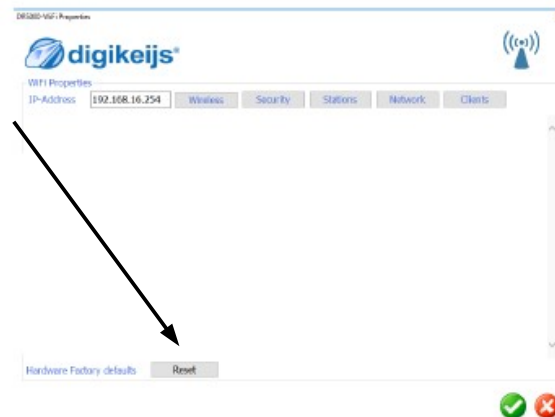 DR5000-WiFi Properties
digikeijs®
WiFi Properties
IP-Address 192.168.16.254 Wireless Security Stations Network Clients
Hardware Factory defaults Reset